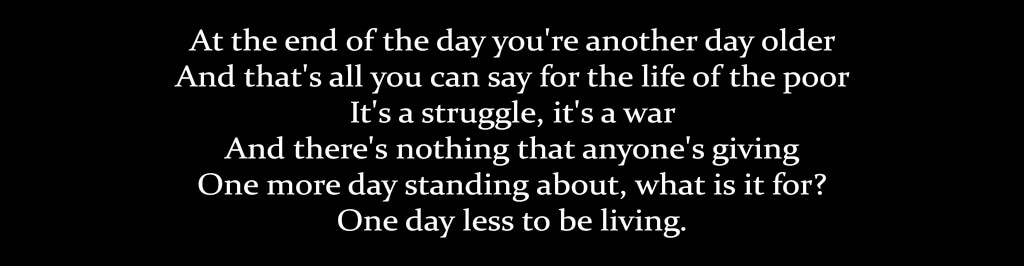 At the end of the day you're another day older
And that's all you can say for the life of the poor
It's a struggle, it's a war
And there's nothing that anyone's giving
One more day standing about, what is it for?
One day less to be living.